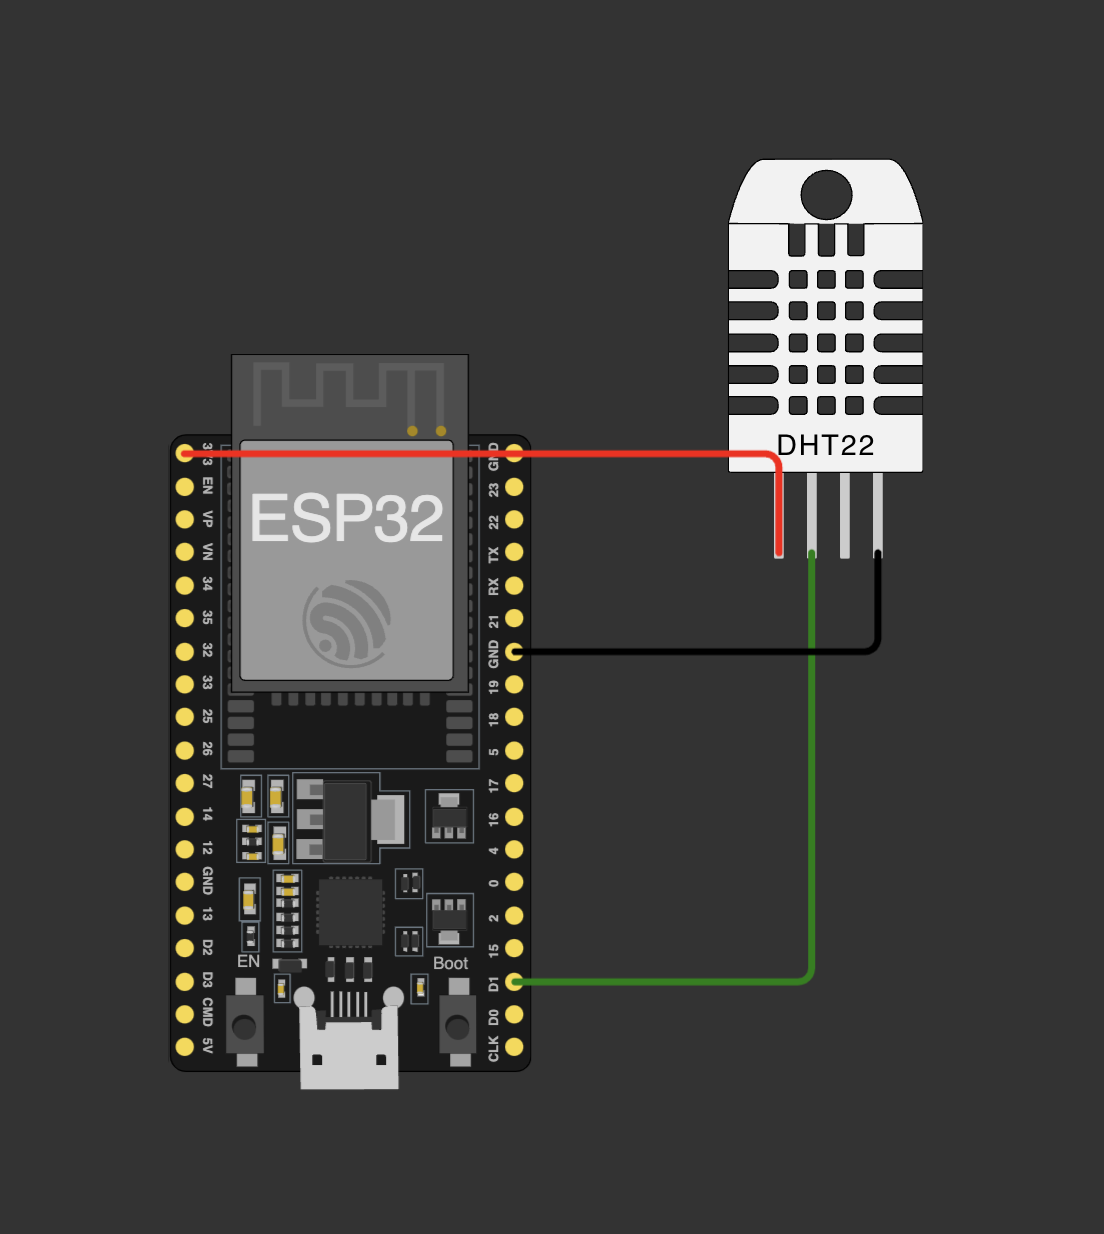 DHT22
ESP32
3V3
EN
VP
VN
34
35
32
33
25
26
27
14
12
GND
13
D2
D3
CMD
5V
GND
23
22
TX
RX
21
GND
19
18
5
17
16
4
0
2
15
D1
D0
CLK
EN
Boot